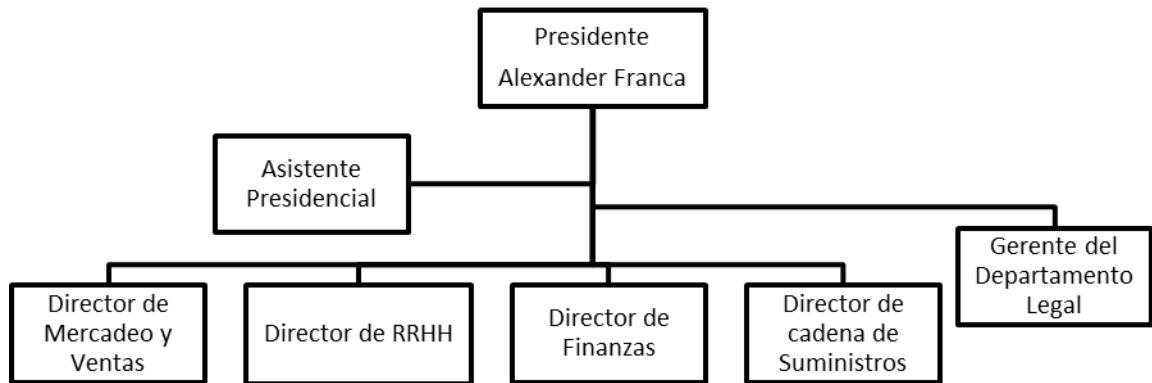 Presidente
Alexander Franca
Asistente
Presidencial
Gerente del
Departamento
Legal
Director de
Mercadeo y
Ventas
Director de RRHH
Director de
Finanzas
Director de
cadena de
Suministros